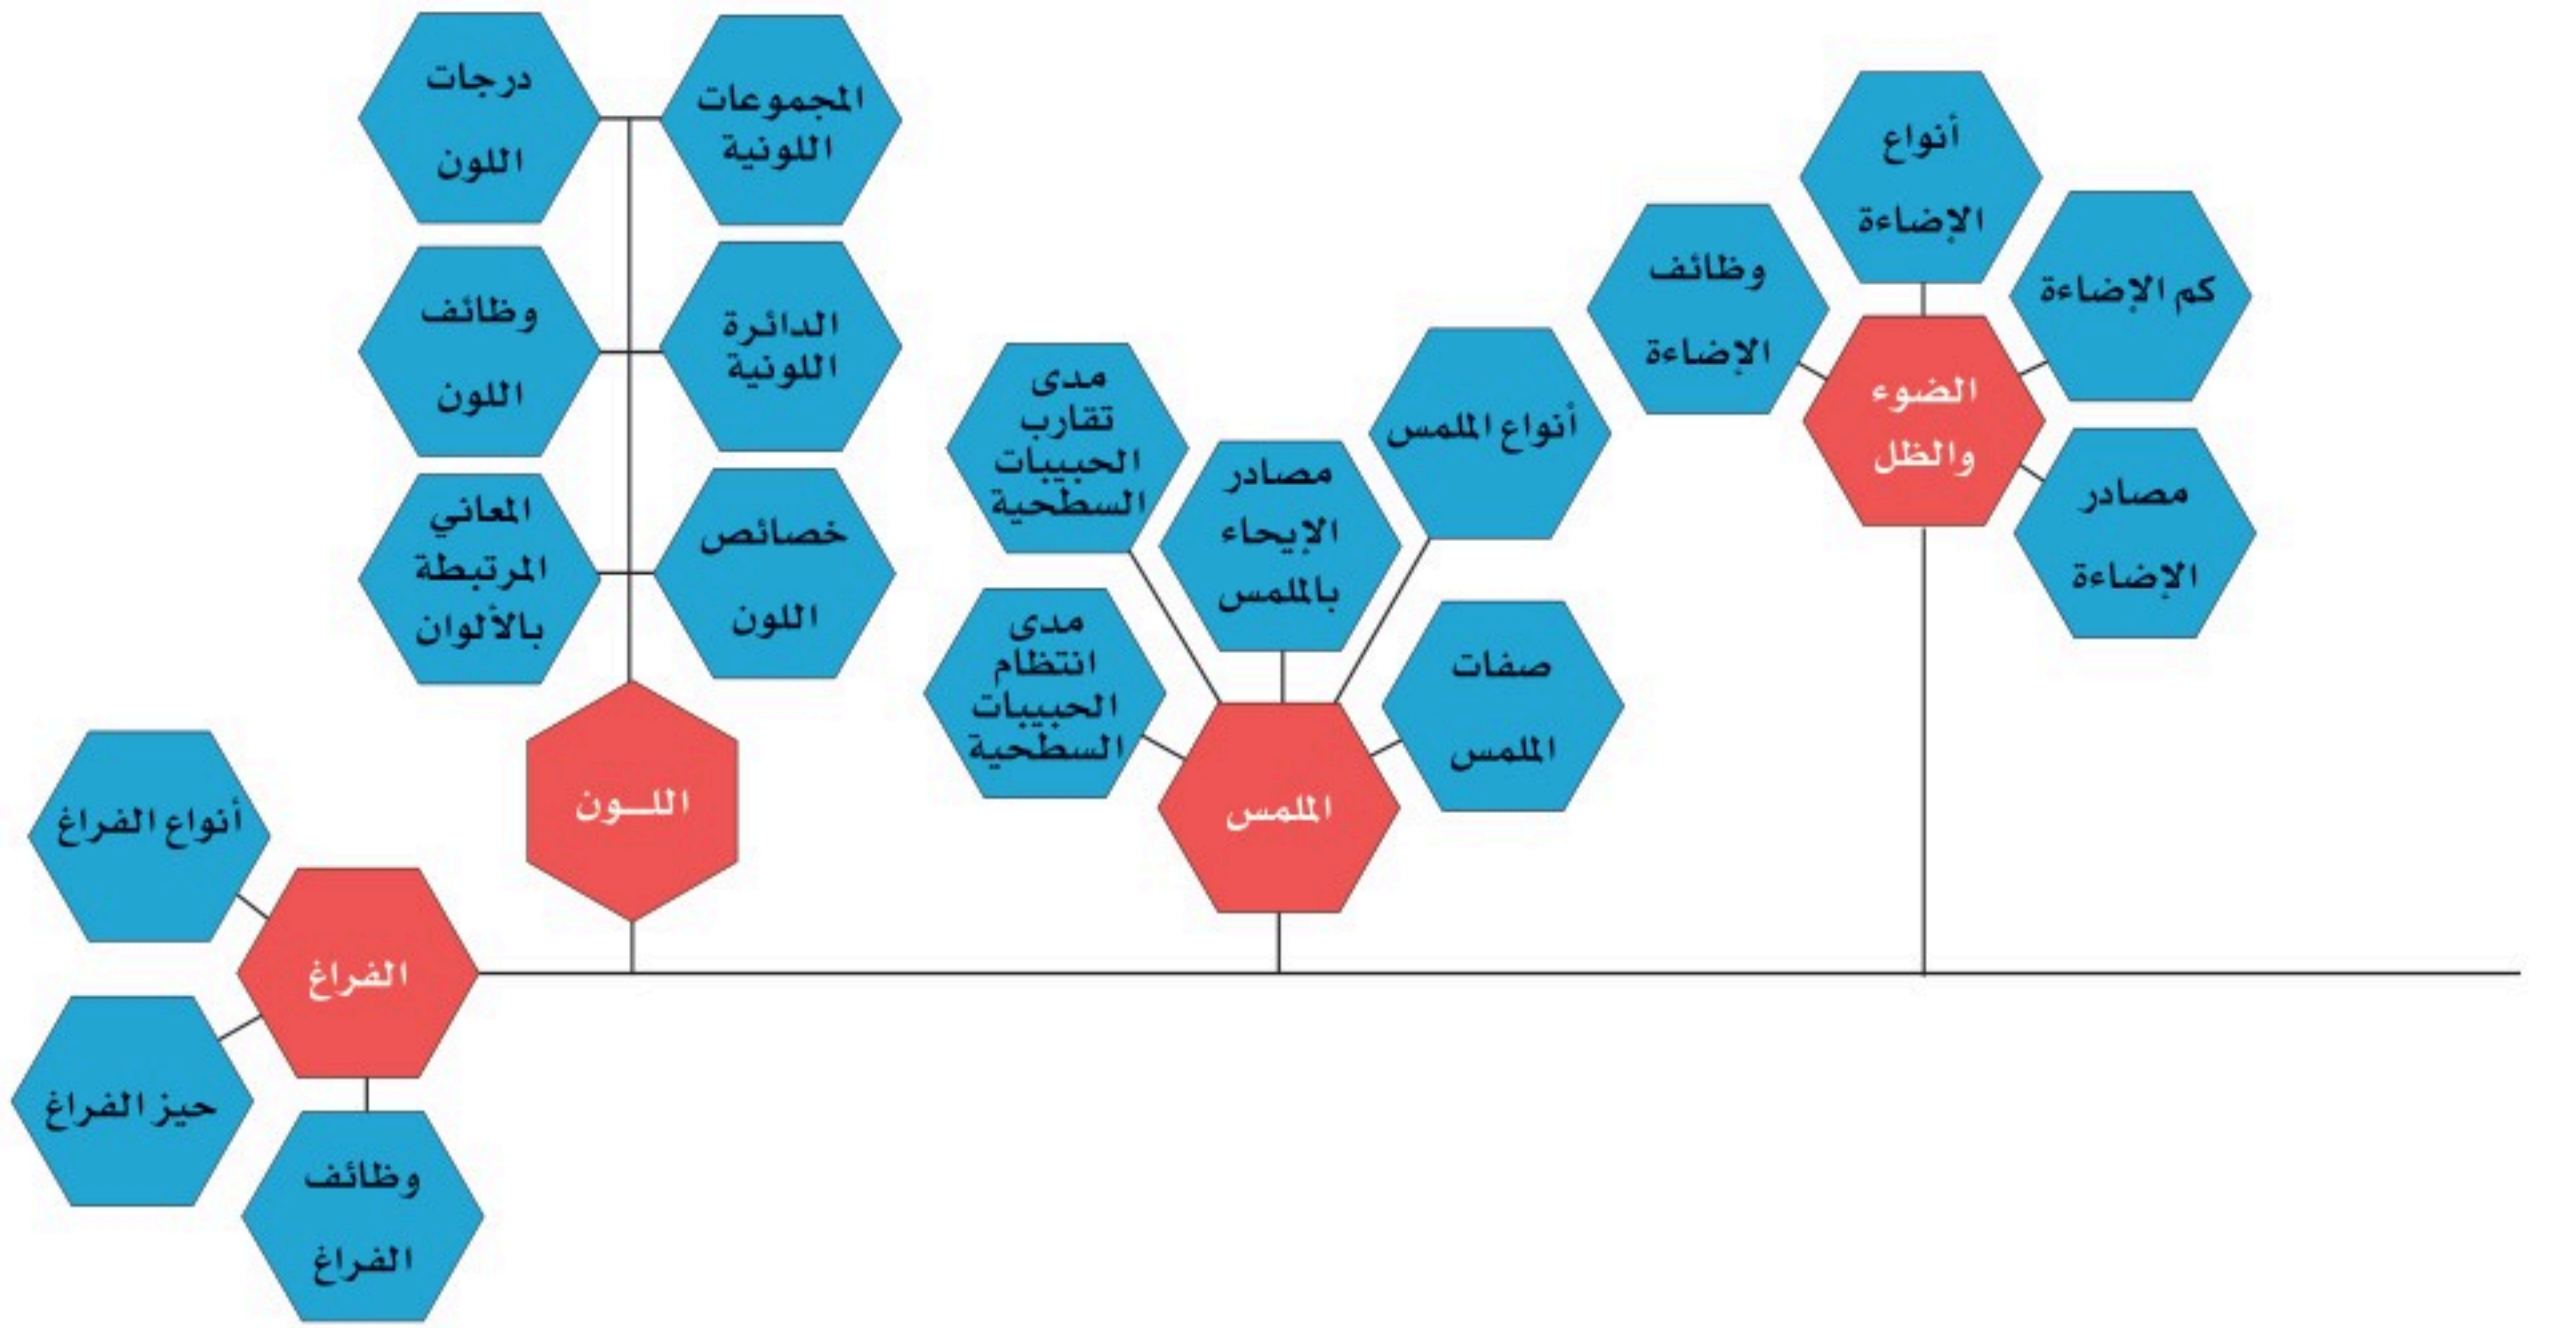 أنواع
الإضاءة
كم الإضاءة
وظائف
الإضاءة
الضوء
والظل
مصادر
الإضاءة
أنواع الملمس
مدى
تقارب
الحبيبات
السطحية
مصادر
الإيحاء
بالملمس
صفات
الملمس
مدى
انتظام
الحبيبات
السطحية
الملمس
المجموعات
اللونية
درجات
اللون
الدائرة
اللونية
وظائف
اللون
خصائص
اللون
المعاني
المرتبطة
بالألوان
اللـــون
أنواع الفراغ
الفراغ
حيز الفراغ
وظائف
الفراغ